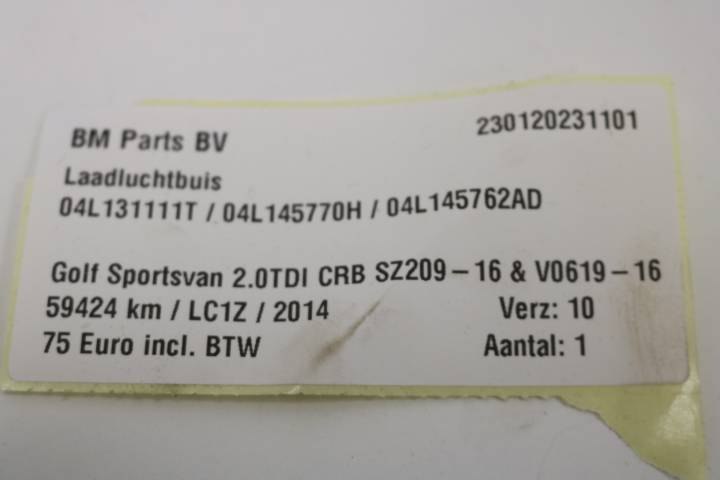 BM Parts BV 230120231101
Laadluchtbuis
04L131111T / 04L145770H / 04L145762AD
Golf Sportsvan 2.0TDI CRB SZ209-16 & V0619-16
59424 km / LC1Z / 2014 Verz: 10
75 Euro incl. BTW Aantal: 1